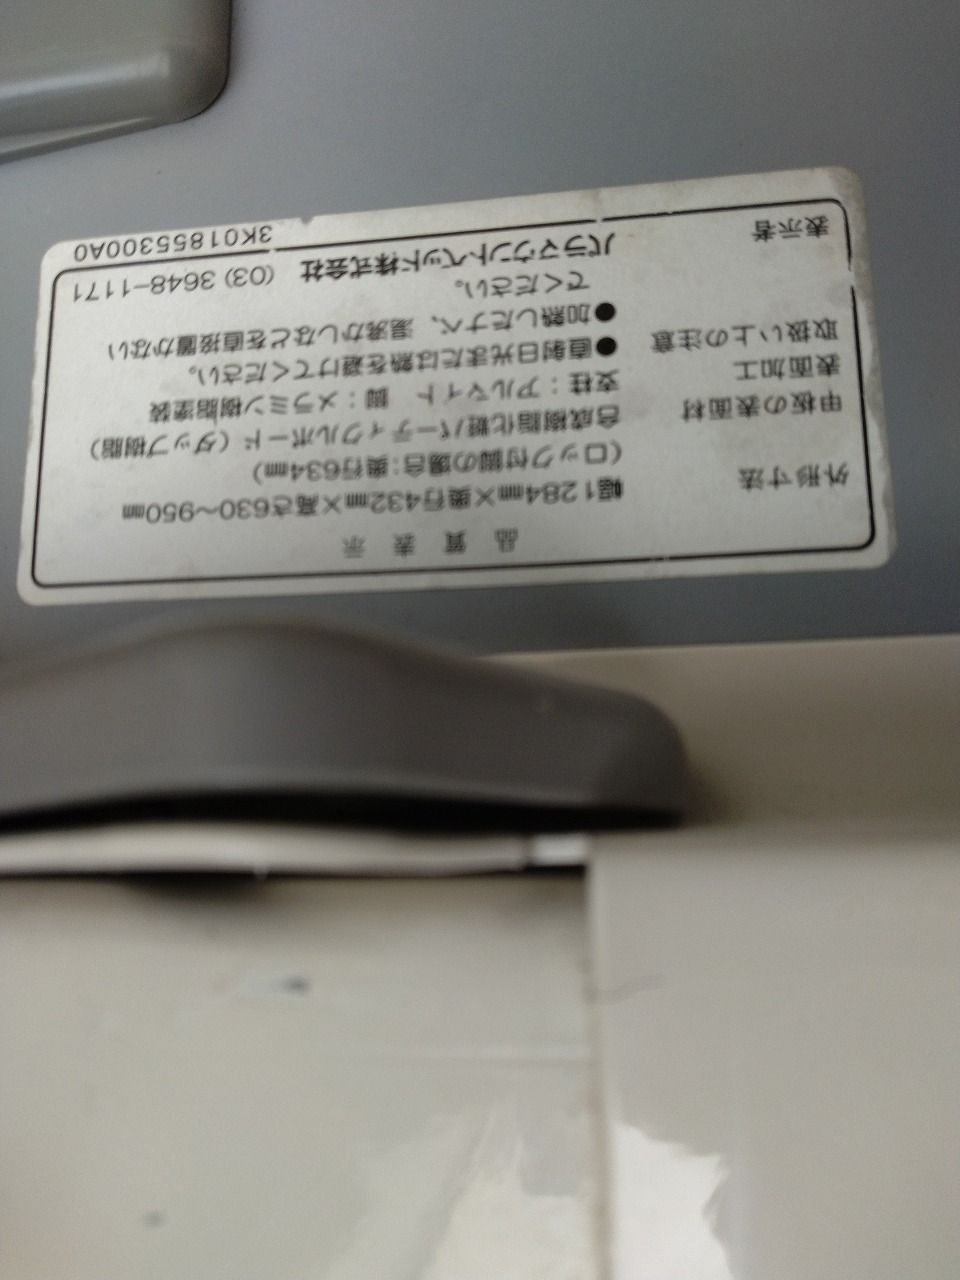 品質表示
外形寸法 幅1284㎜×奥行432㎜×高さ630～950㎜
(ロック付脚の場合:奥行634㎜)
甲板の表面材 合成樹脂化粧パーティクルボード(ダップ樹脂)
表面加工 支柱:アルマイト 脚:メラミン樹脂塗装
取扱い上の注意 ●直射日光または熱を避けてください。
●加熱したナベ、湯沸かしなどを直接置かない
でください。
表示者 パラマウントベッド株式会社 (03)3648-1171
3K01855300A0